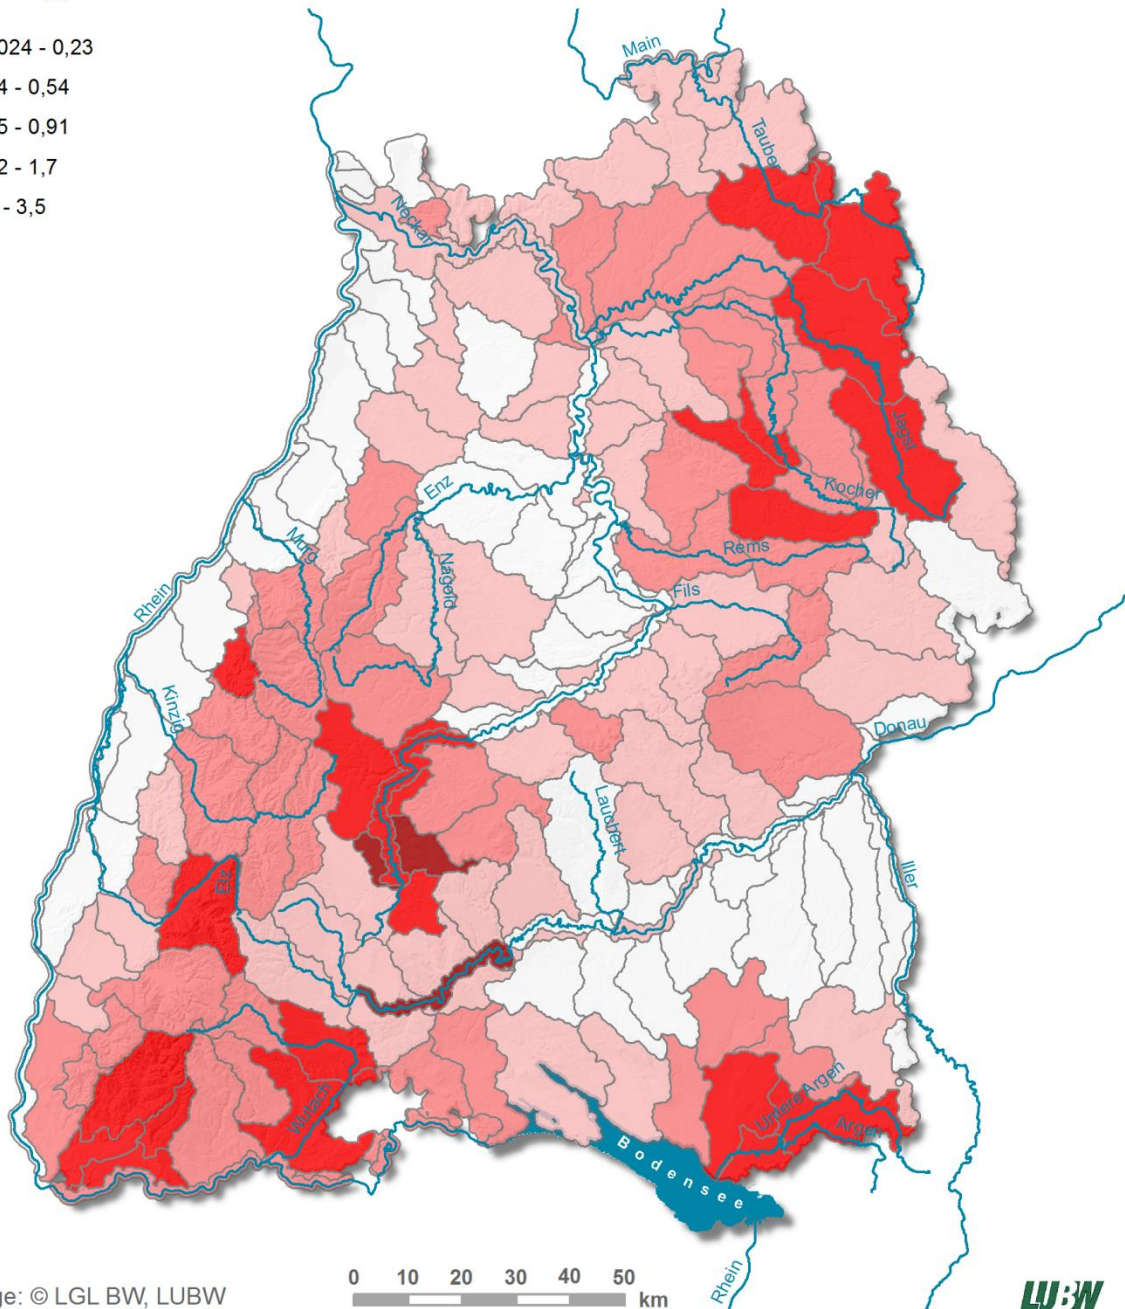 024 - 0,23
4 - 0,54
5 - 0,91
2 - 1,7
- 3,5
Main
Tauber
Neckar
Jagst
Kocher
Enz
Murg
Nagold
Rems
Rhein
Fils
Kinzig
Donau
Lauchert
Iller
Elz
Wutach
Untere Argen
Argen
Bodensee
Rhein
0 10 20 30 40 50
km
ge: © LGL BW, LUBW
LUBW